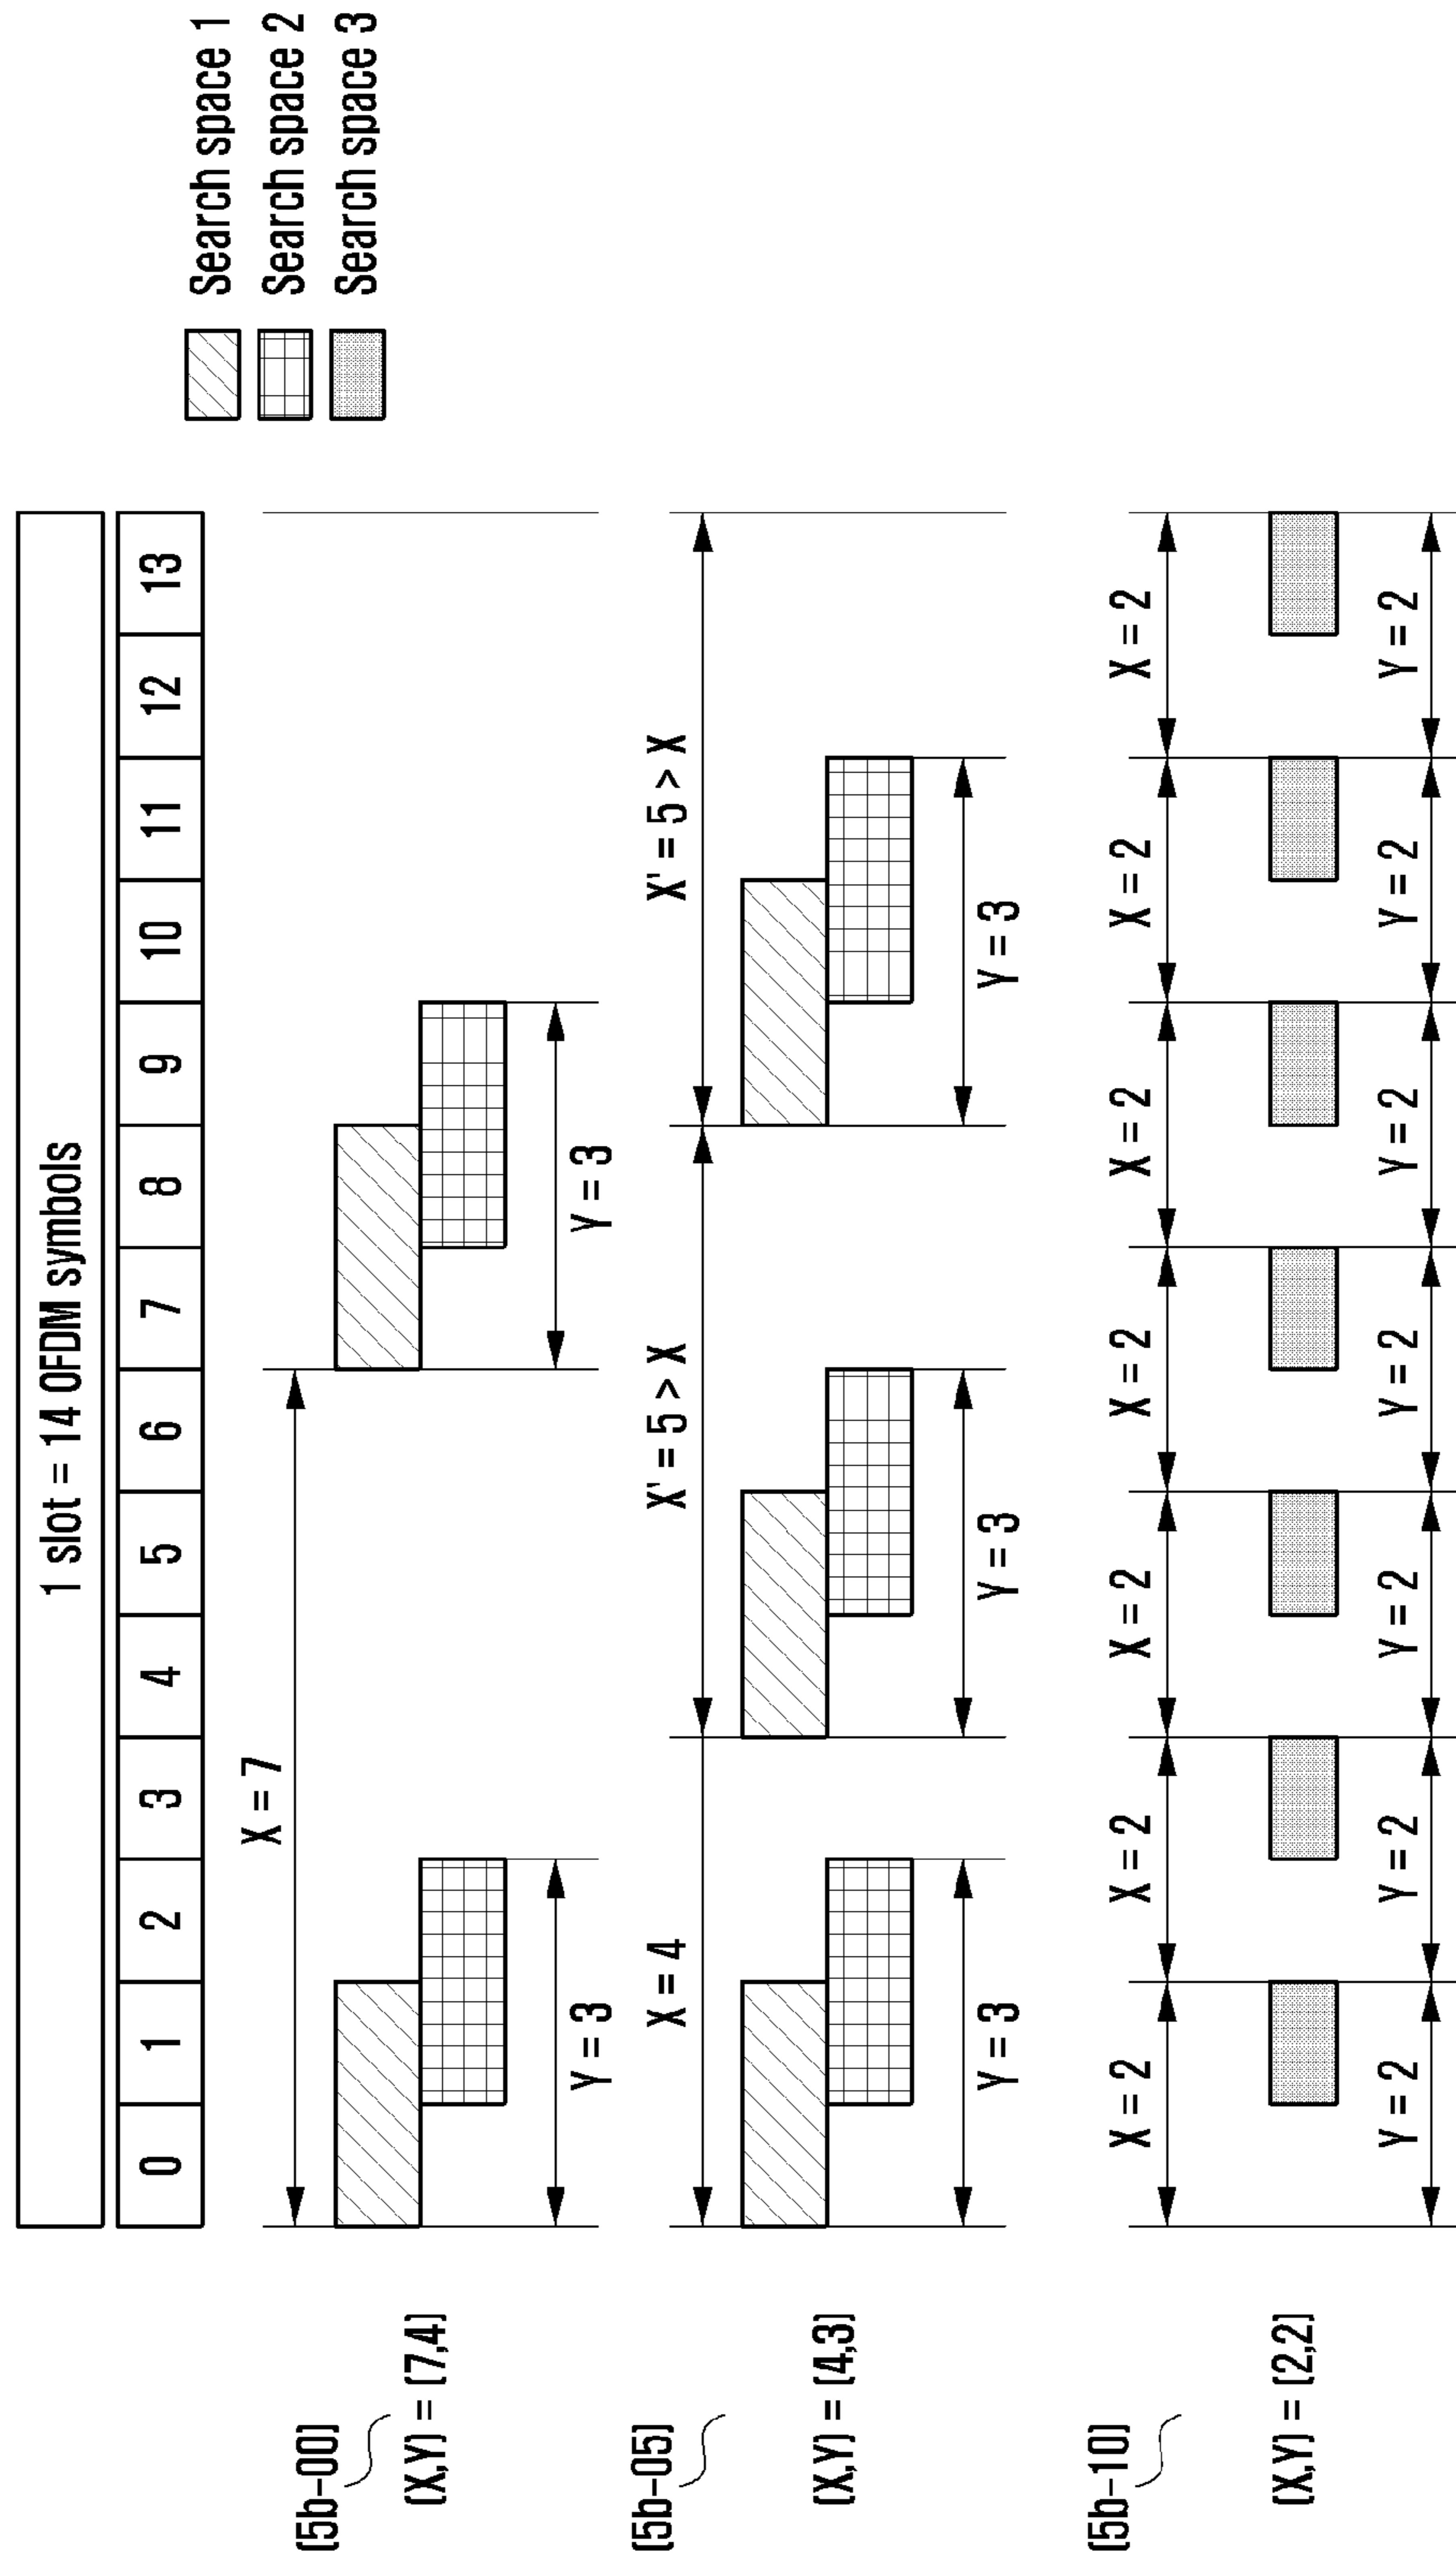 1 slot = 14 OFDM symbols
0 1 2 3 4 5 6 7 8 9 10 11 12 13
Search space 1
Search space 2
Search space 3
(5b-00)
(X,Y) = (7,4)
X = 7
Y = 3
Y = 3
(5b-05)
(X,Y) = (4,3)
X = 4
X' = 5 > X
X' = 5 > X
Y = 3
Y = 3
Y = 3
(5b-10)
(X,Y) = (2,2)
X = 2
X = 2
X = 2
X = 2
X = 2
X = 2
X = 2
Y = 2
Y = 2
Y = 2
Y = 2
Y = 2
Y = 2
Y = 2